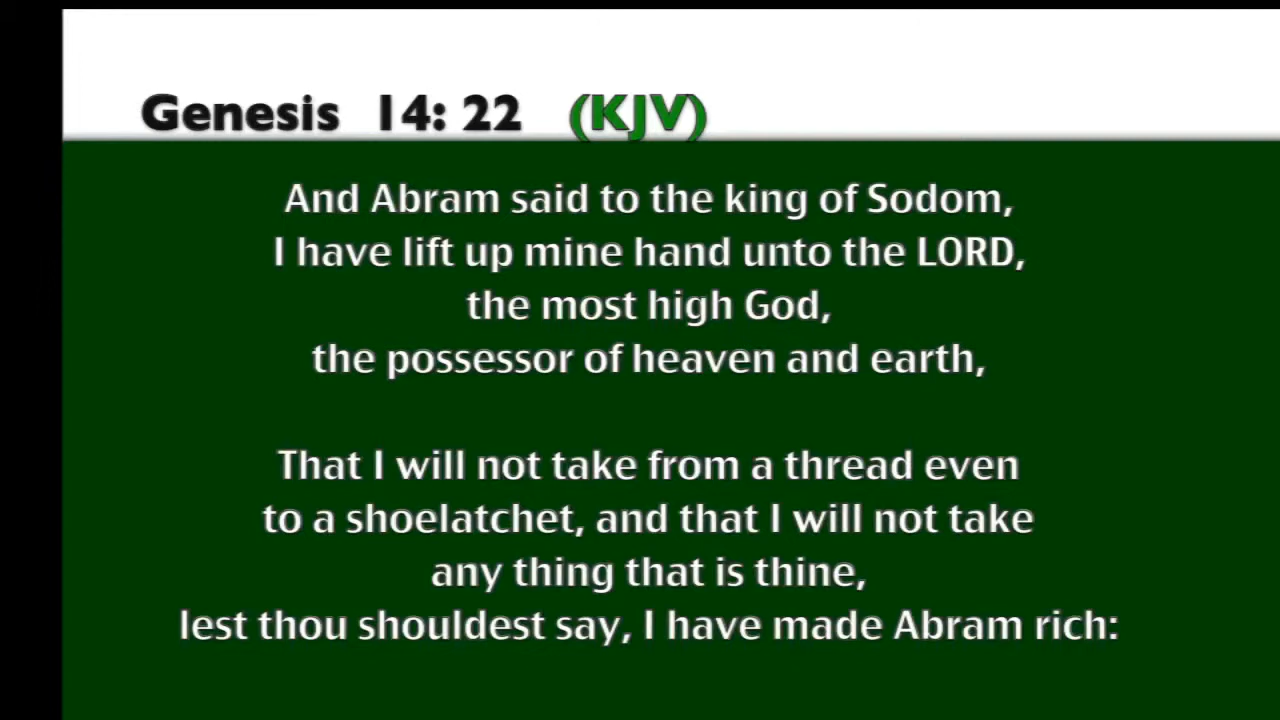 Genesis 14: 22 (KJV)
And Abram said to the king of Sodom,
I have lift up mine hand unto the LORD,
the most high God,
the possessor of heaven and earth,
That I will not take from a thread even
to a shoelatchet, and that I will not take
any thing that is thine,
lest thou shouldest say, I have made Abram rich: